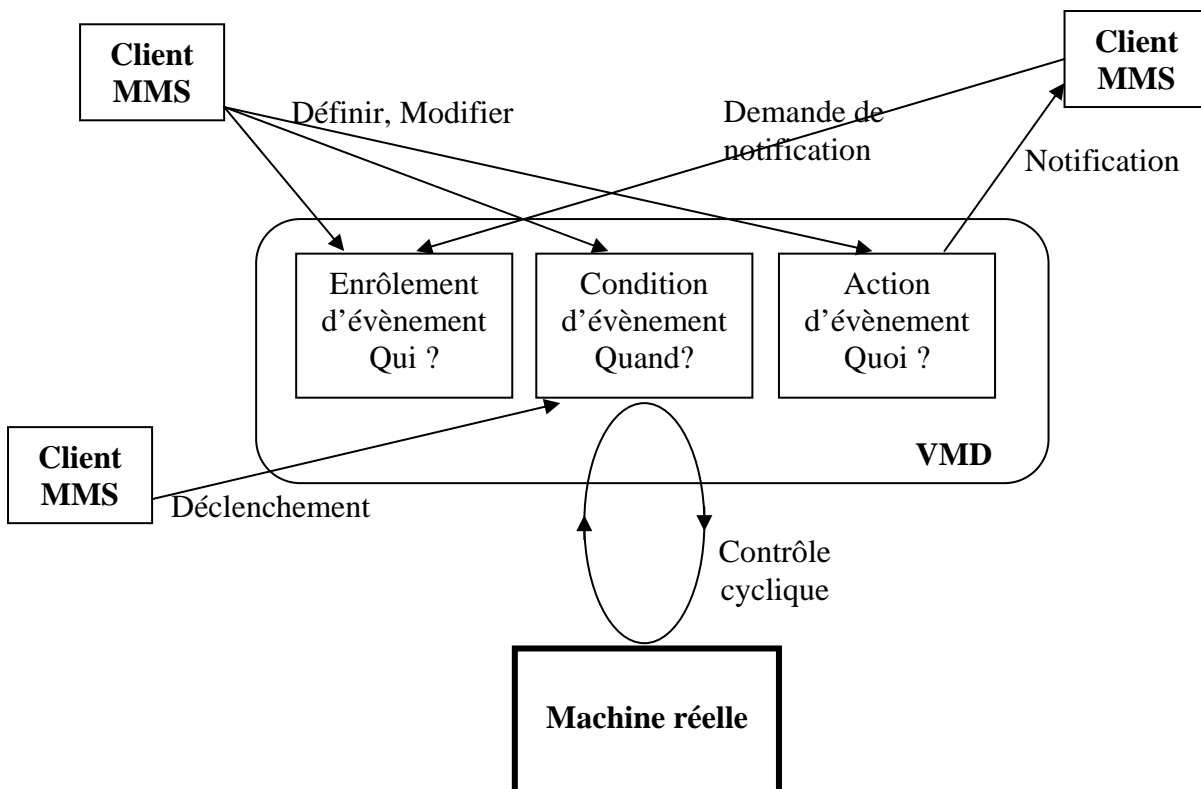 Client
MMS
Client
MMS
Définir, Modifier
Demande de
notification
Notification
Enrôlement
d'évènement
Qui ?
Condition
d'évènement
Quand?
Action
d'évènement
Quoi ?
VMD
Client
MMS
Déclenchement
Contrôle
cyclique
Machine réelle